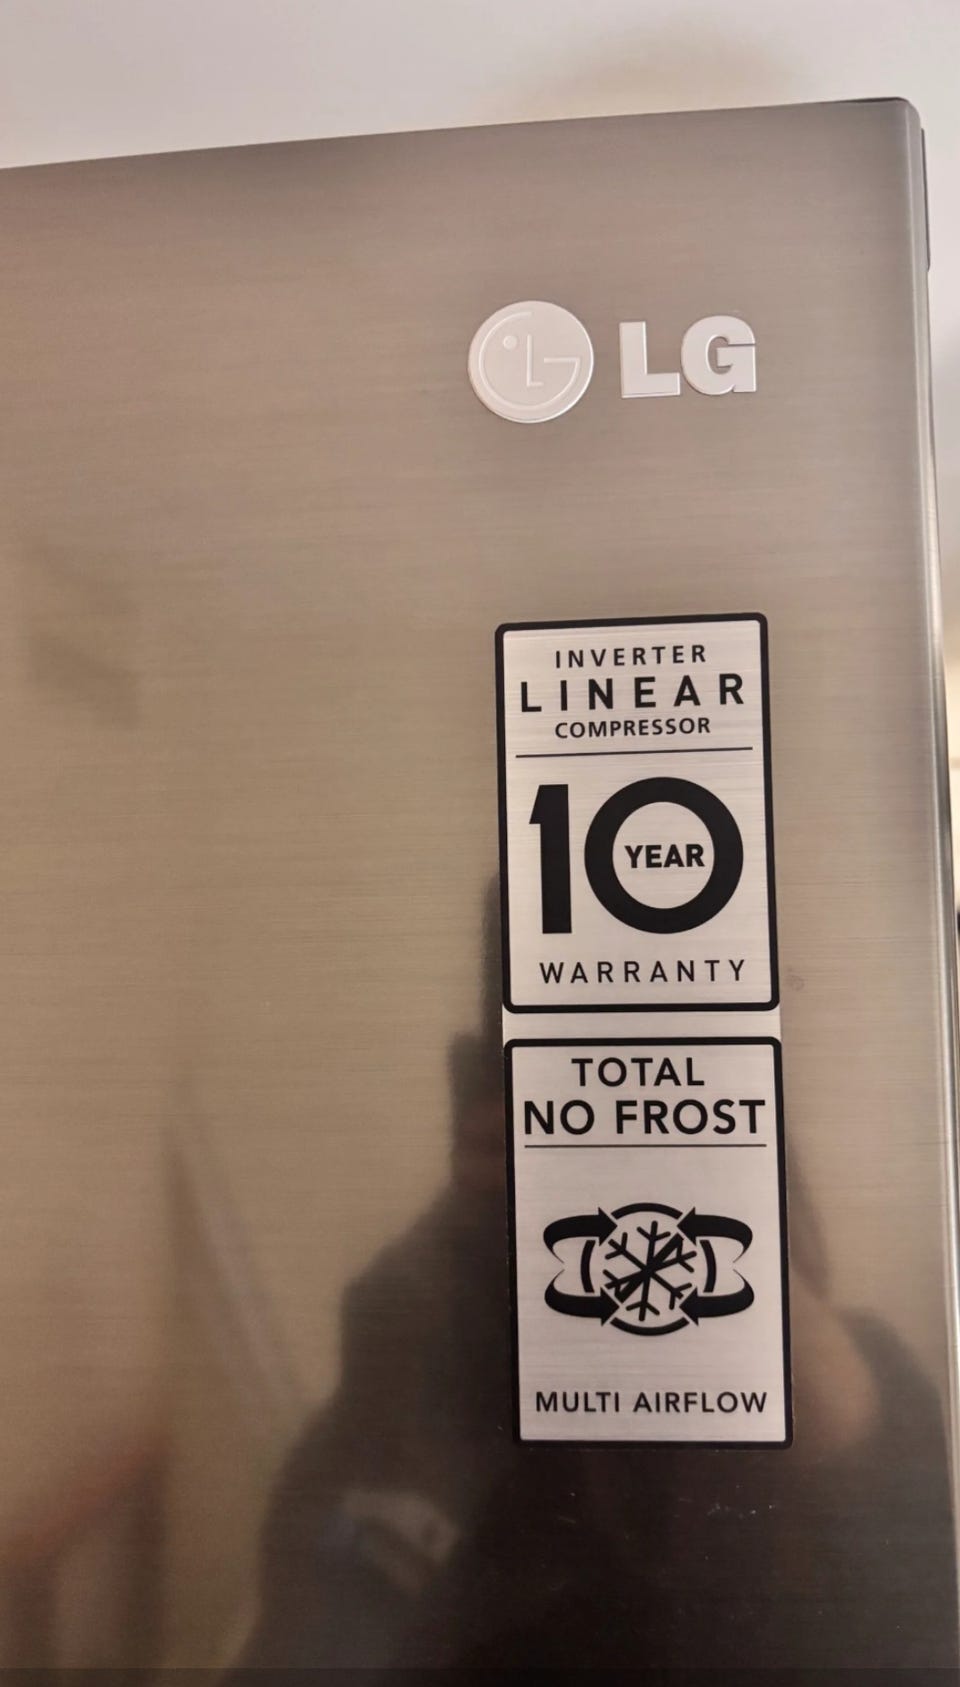 LG
INVERTER
LINEAR
COMPRESSOR
10
YEAR
WARRANTY
TOTAL
NO FROST
MULTI AIRFLOW